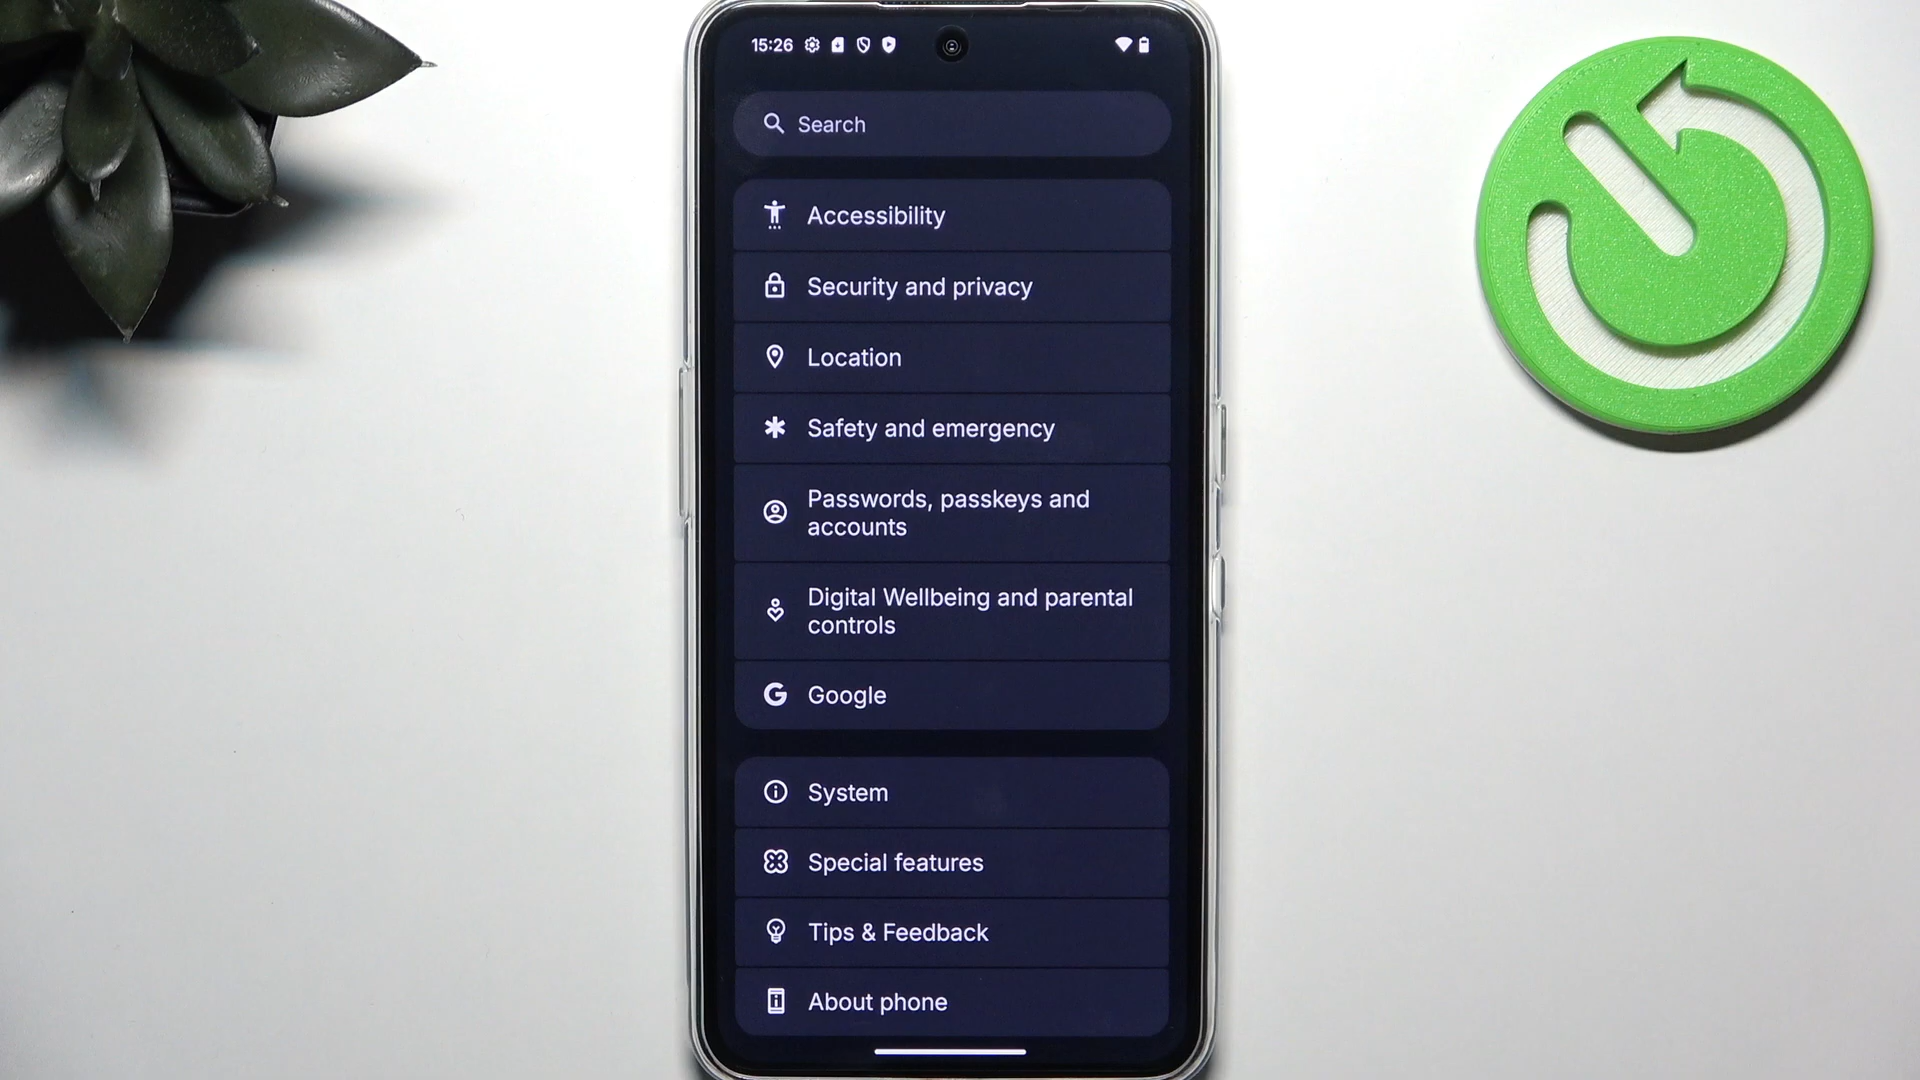 15:26
Search
Accessibility
Security and privacy
Location
Safety and emergency
Passwords, passkeys and
accounts
Digital Wellbeing and parental
controls
Google
System
Special features
Tips & Feedback
About phone